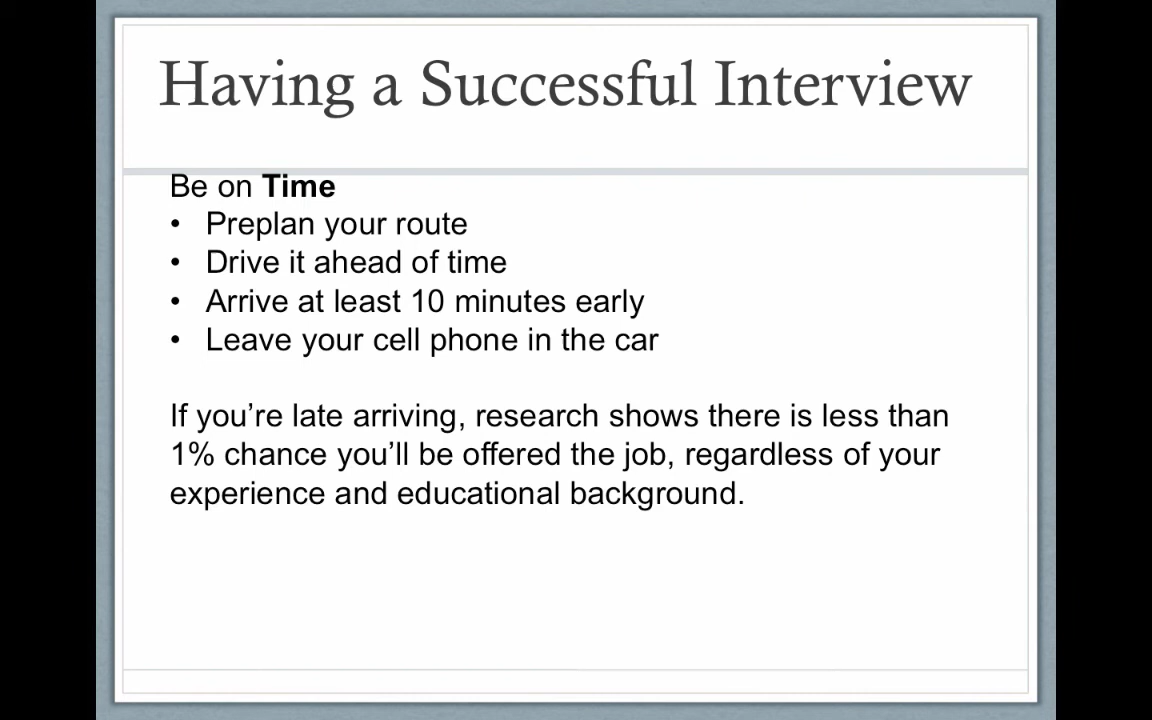 Having a Successful Interview
Be on Time
• Preplan your route
• Drive it ahead of time
• Arrive at least 10 minutes early
• Leave your cell phone in the car
If you’re late arriving, research shows there is less than
1% chance you’ll be offered the job, regardless of your
experience and educational background.